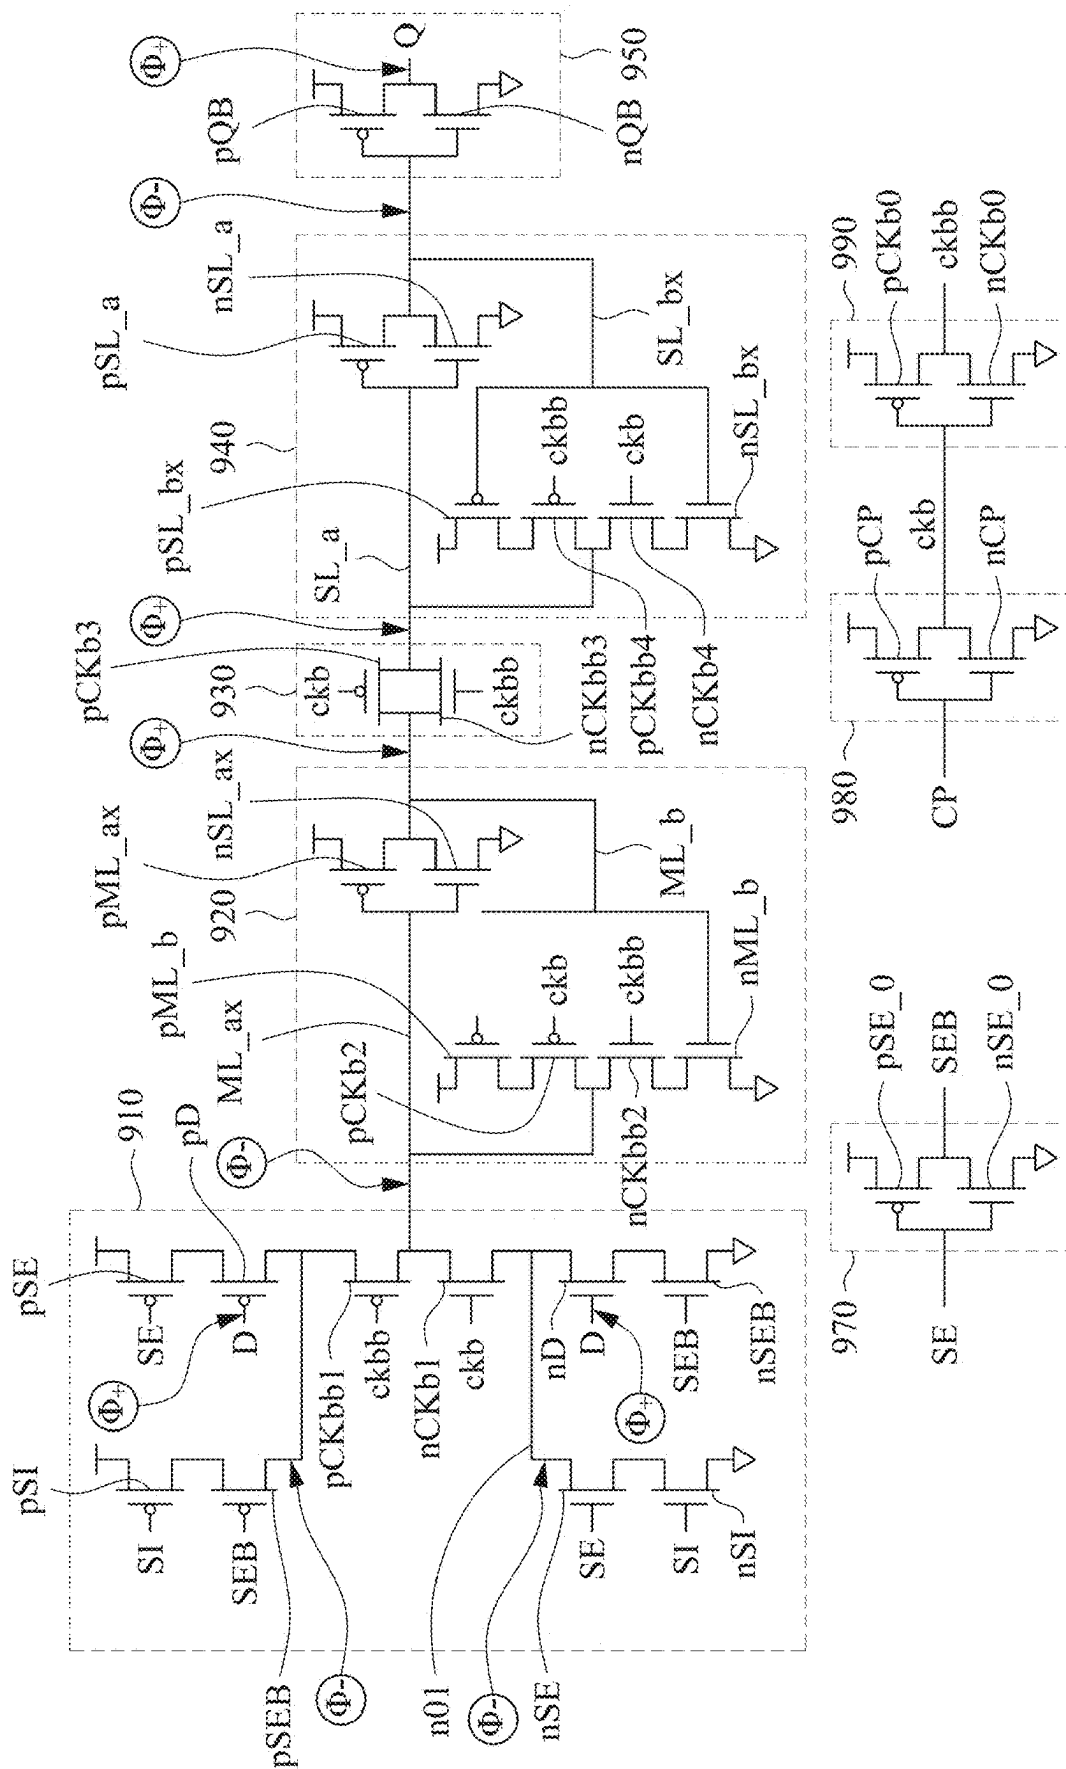 910
pSI
pSE
SI
SE
Φ+
pD
SEB
D
pSEB
Φ-
pCKbb1
ckbb
n01
nCKb1
ckb
Φ-
nSE
nD
SE
D
Φ+
SI
SEB
nSI
nSEB
Φ-
920
ML_ax
pML_b
pML_ax
nSL_ax
pCKb2
ckb
ckbb
nCKbb2
ML_b
nML_b
Φ+
930
pCKb3
ckb
ckbb
nCKbb3
Φ+
940
SL_a
pSL_bx
pSL_a
nSL_a
ckbb
ckb
pCKbb4
nCKb4
SL_bx
nSL_bx
Φ-
pQB
Φ+
Q
nQB
950
970
SE
pSE_0
SEB
nSE_0
980
CP
pCP
ckb
nCP
990
pCKb0
ckbb
nCKb0